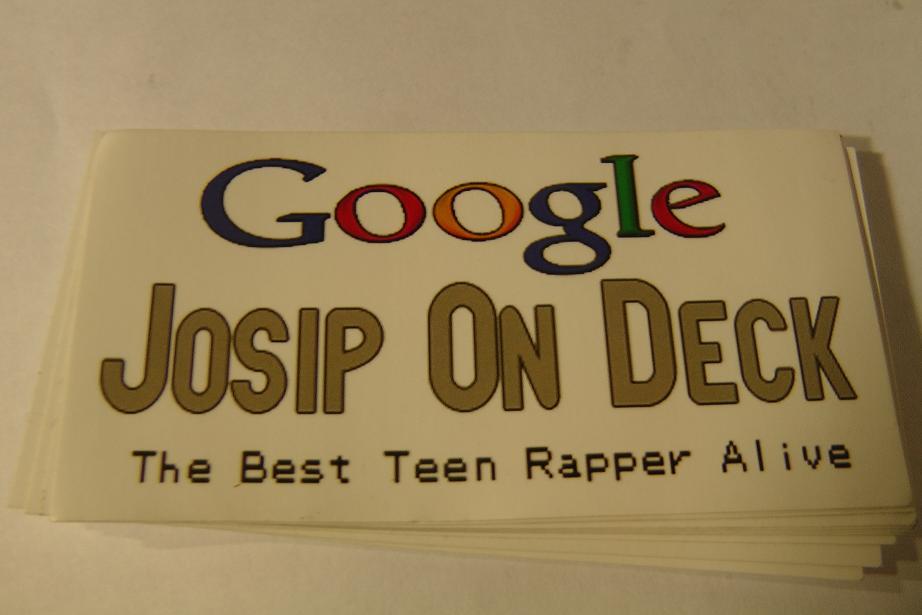 Google
JOSIP ON DECK
The Best Teen Rapper Alive